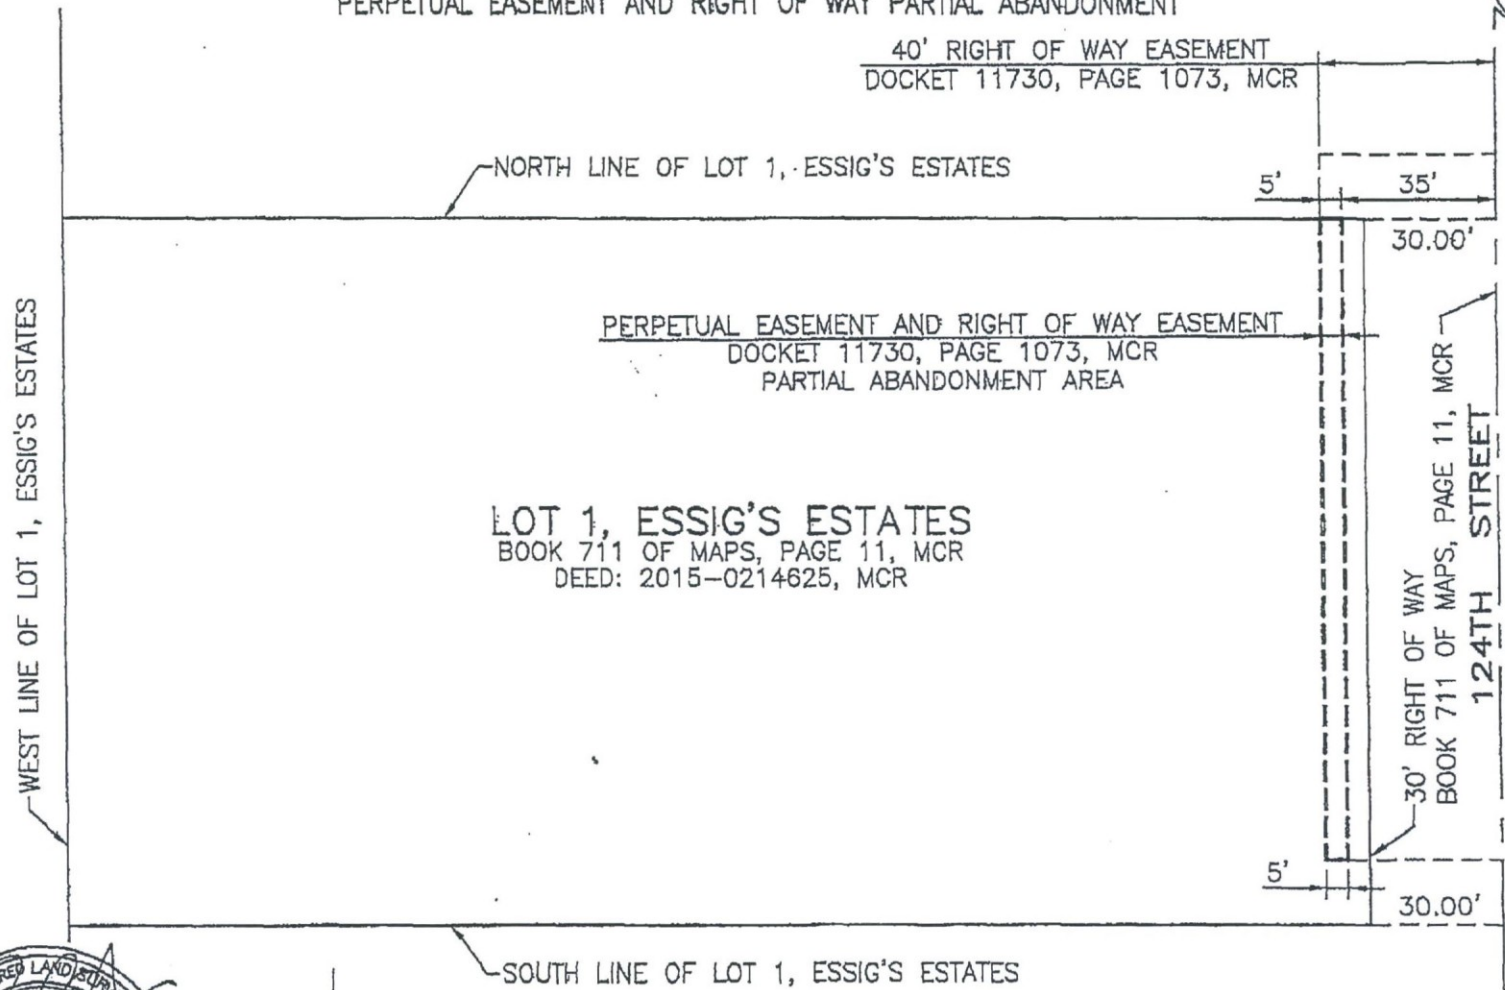 PERPETUAL EASEMENT AND RIGHT OF WAY PARTIAL ABANDONMENT
40' RIGHT OF WAY EASEMENT
DOCKET 11730, PAGE 1073, MCR
NORTH LINE OF LOT 1, ESSIG'S ESTATES
5'
35'
30.00'
PERPETUAL EASEMENT AND RIGHT OF WAY EASEMENT
DOCKET 11730, PAGE 1073, MCR
PARTIAL ABANDONMENT AREA
WEST LINE OF LOT 1, ESSIG'S ESTATES
LOT 1, ESSIG'S ESTATES
BOOK 711 OF MAPS, PAGE 11, MCR
DEED: 2015-0214625, MCR
30' RIGHT OF WAY
BOOK 711 OF MAPS, PAGE 11, MCR
124TH STREET
5'
30.00'
SOUTH LINE OF LOT 1, ESSIG'S ESTATES
LAND